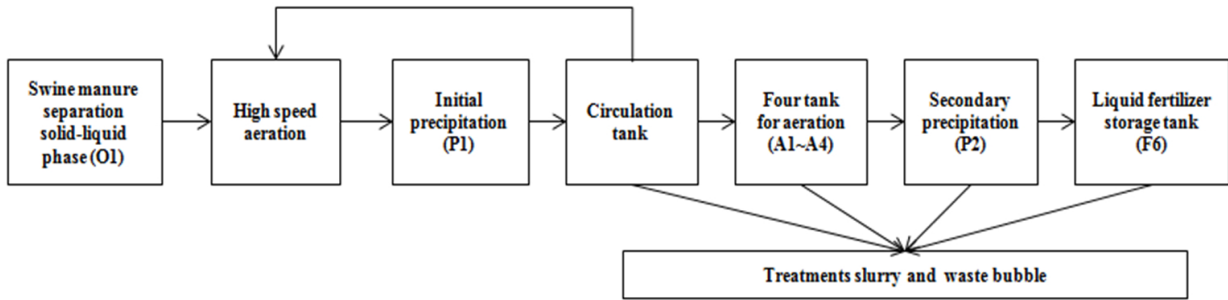 Swine manure
separation
solid-liquid
phase (O1)
High speed
aeration
Initial
precipitation
(P1)
Circulation
tank
Four tank
for aeration
(A1~A4)
Secondary
precipitation
(P2)
Liquid fertilizer
storage tank
(F6)
Treatments slurry and waste bubble